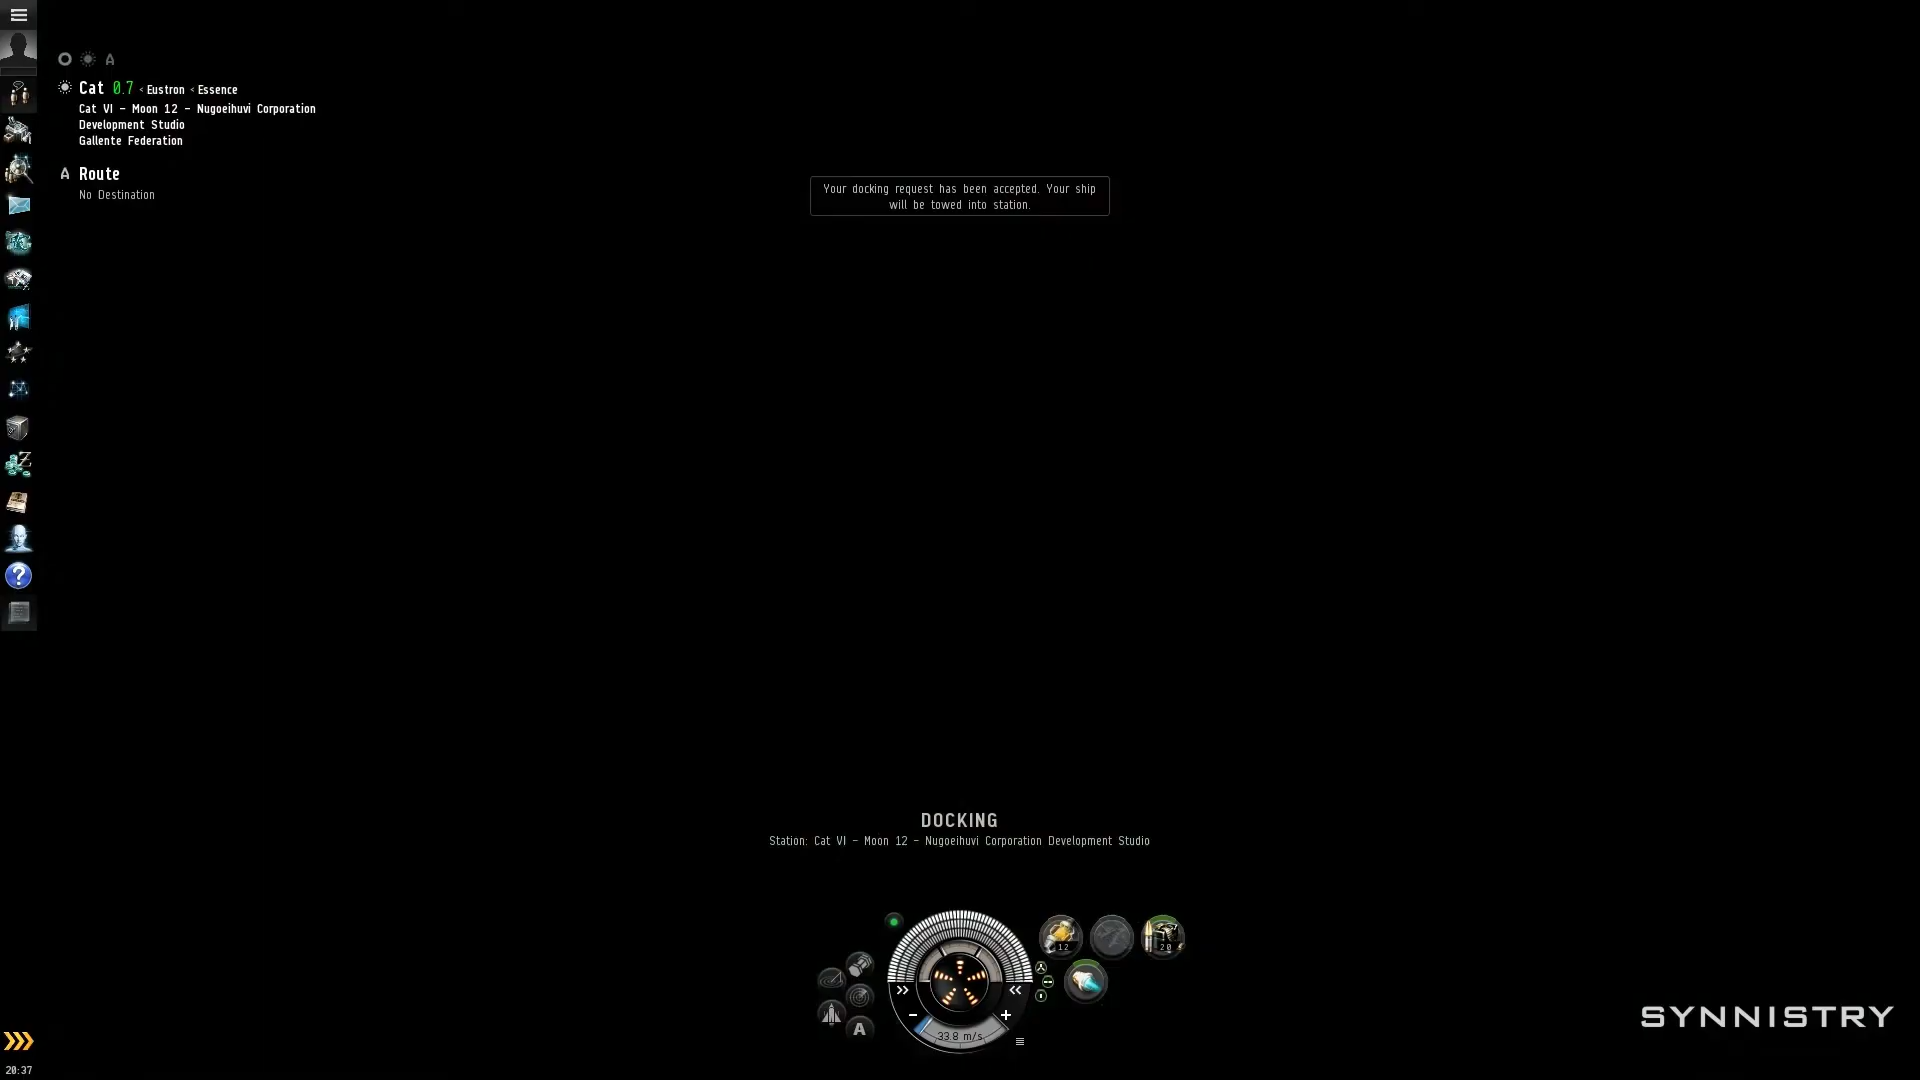 Cat 0.7 < Eustron < Essence
Cat VI - Moon 12 - Nugoeihuvi Corporation
Development Studio
Gallente Federation
A Route
No Destination
Your docking request has been accepted. Your ship
will be towed into station.
DOCKING
Station: Cat VI - Moon 12 - Nugoeihuvi Corporation Development Studio
12
20
A
33.8 m/s
SYNNISTRY
20:37